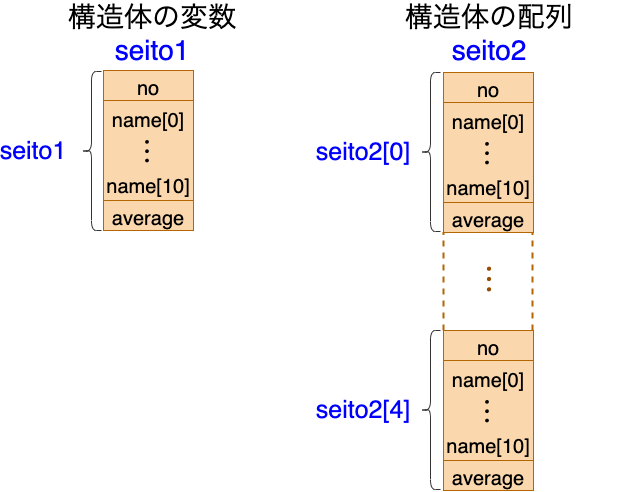 構造体の変数
seito1
seito1
no
name[0]
⋮
name[10]
average
構造体の配列
seito2
seito2[0]
no
name[0]
⋮
name[10]
average
⋮
seito2[4]
no
name[0]
⋮
name[10]
average